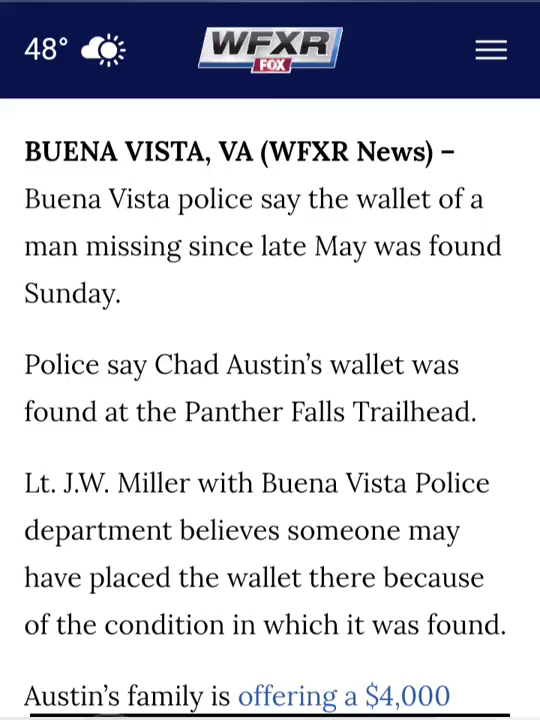 48°
WFXR
FOX
BUENA VISTA, VA (WFXR News) –
Buena Vista police say the wallet of a
man missing since late May was found
Sunday.
Police say Chad Austin’s wallet was
found at the Panther Falls Trailhead.
Lt. J.W. Miller with Buena Vista Police
department believes someone may
have placed the wallet there because
of the condition in which it was found.
Austin’s family is offering a $4,000